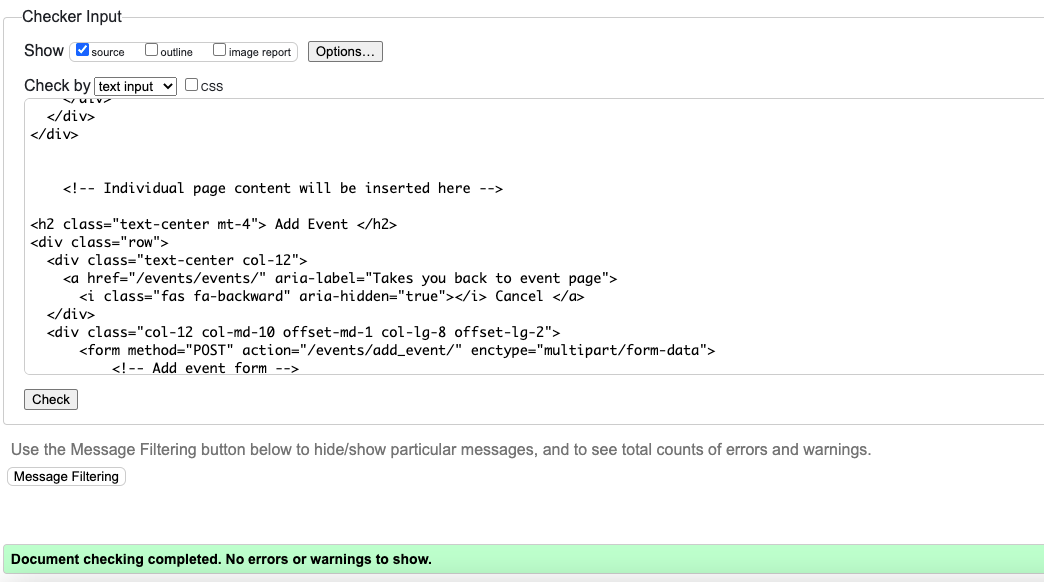 Checker Input
Show source outline image report Options...
Check by text input CSS
</div>
</div>
</div>
<!-- Individual page content will be inserted here -->
<h2 class="text-center mt-4"> Add Event </h2>
<div class="row">
<div class="text-center col-12">
<a href="/events/events/" aria-label="Takes you back to event page">
<i class="fas fa-backward" aria-hidden="true"></i> Cancel </a>
</div>
<div class="col-12 col-md-10 offset-md-1 col-lg-8 offset-lg-2">
<form method="POST" action="/events/add_event/" enctype="multipart/form-data">
<!-- Add event form -->
Check
Use the Message Filtering button below to hide/show particular messages, and to see total counts of errors and warnings.
Message Filtering
Document checking completed. No errors or warnings to show.